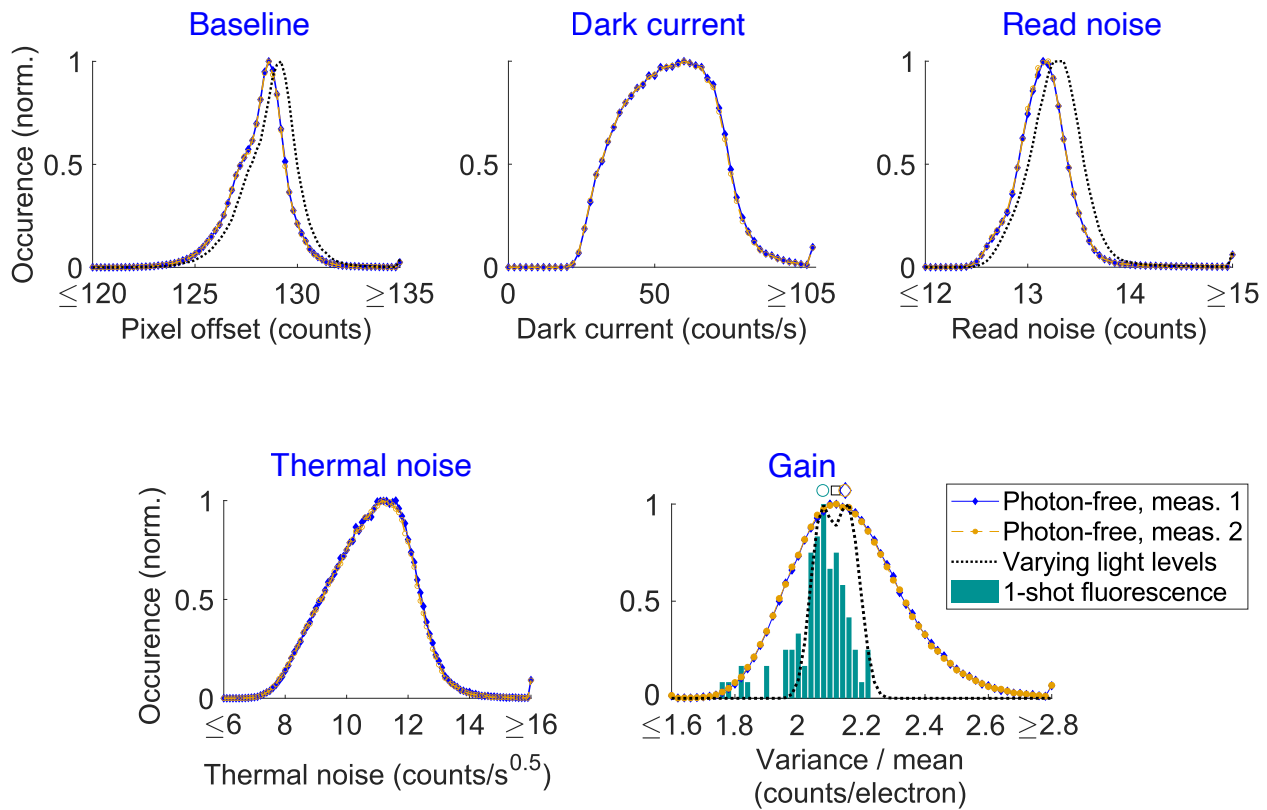 Baseline
Dark current
Read noise
Occurence (norm.)
1
0.5
0
≤120
125
130
≥135
Pixel offset (counts)
1
0.5
0
0
50
≥105
Dark current (counts/s)
1
0.5
0
≤12
13
14
≥15
Read noise (counts)
Thermal noise
Gain
Occurence (norm.)
1
0.5
0
≤6
8
10
12
14
≥16
Thermal noise (counts/s^0.5)
1
0.5
0
≤1.6
1.8
2
2.2
2.4
2.6
≥2.8
Variance / mean
(counts/electron)
Photon-free, meas. 1
Photon-free, meas. 2
Varying light levels
1-shot fluorescence